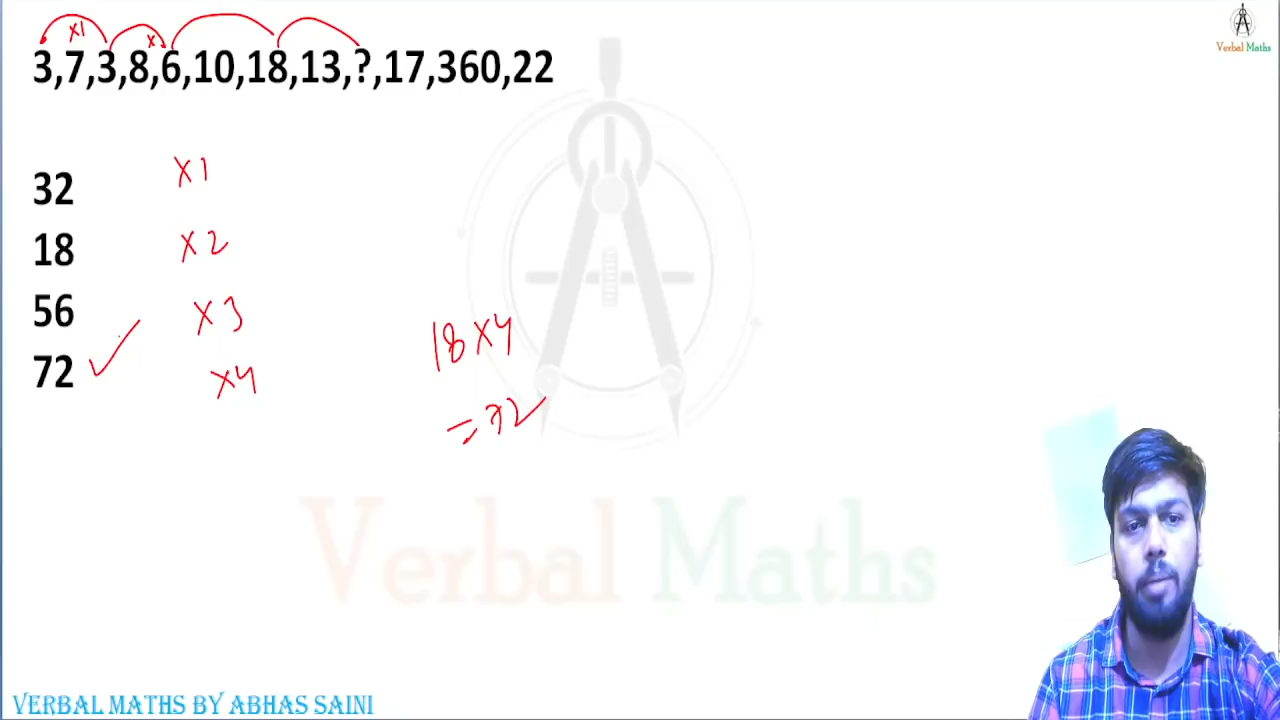 Verbal Maths
x1 x
3,7,3,8,6,10,18,13,?,17,360,22
32 x1
18 x2
56 x3
18x4
72 x4
=72
Verbal Maths
VERBAL MATHS BY ABHAS SAINI